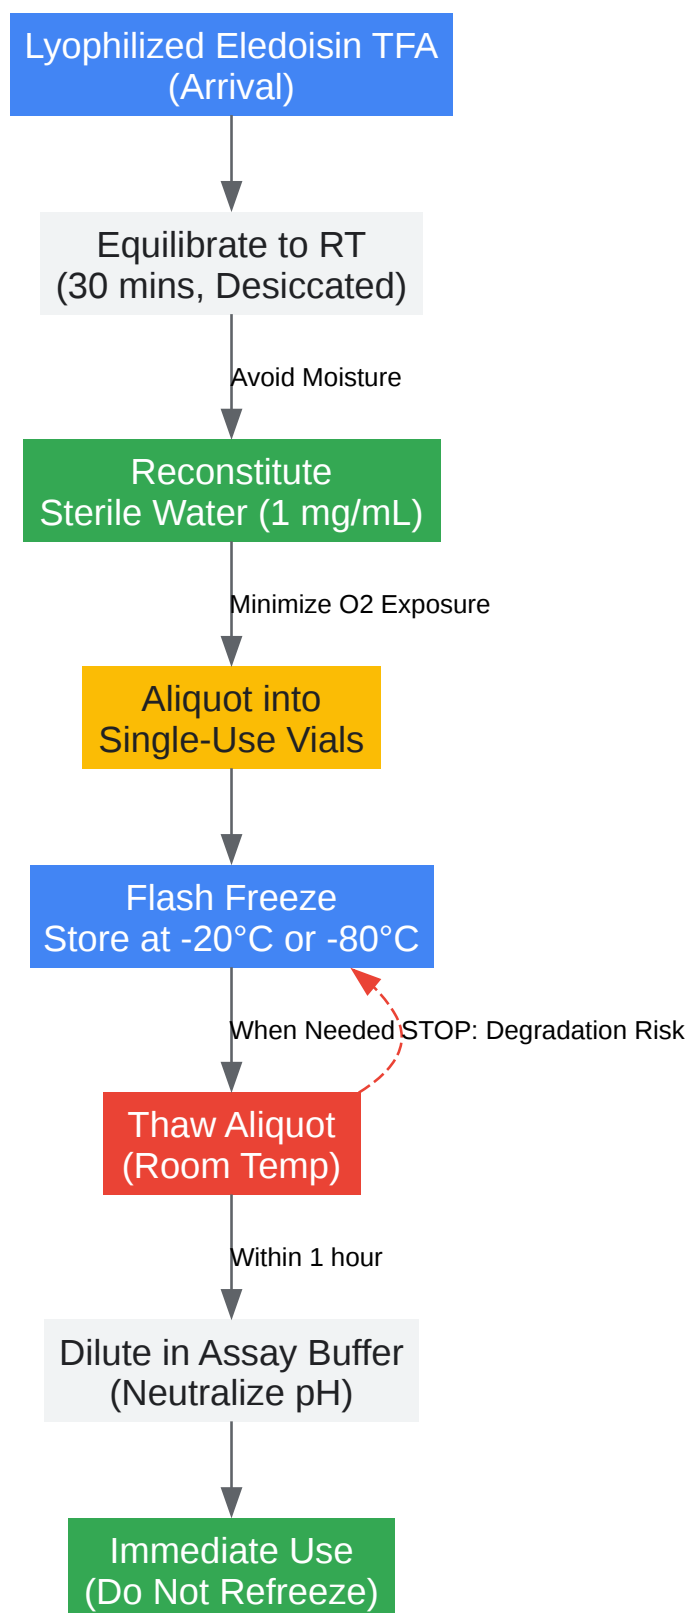 Lyophilized Eledoisin TFA
(Arrival)
Equilibrate to RT
(30 mins, Desiccated)
Avoid Moisture
Reconstitute
Sterile Water (1 mg/mL)
Minimize O2 Exposure
Aliquot into
Single-Use Vials
Flash Freeze
Store at -20°C or -80°C
When Needed
STOP: Degradation Risk
Thaw Aliquot
(Room Temp)
Within 1 hour
Dilute in Assay Buffer
(Neutralize pH)
Immediate Use
(Do Not Refreeze)